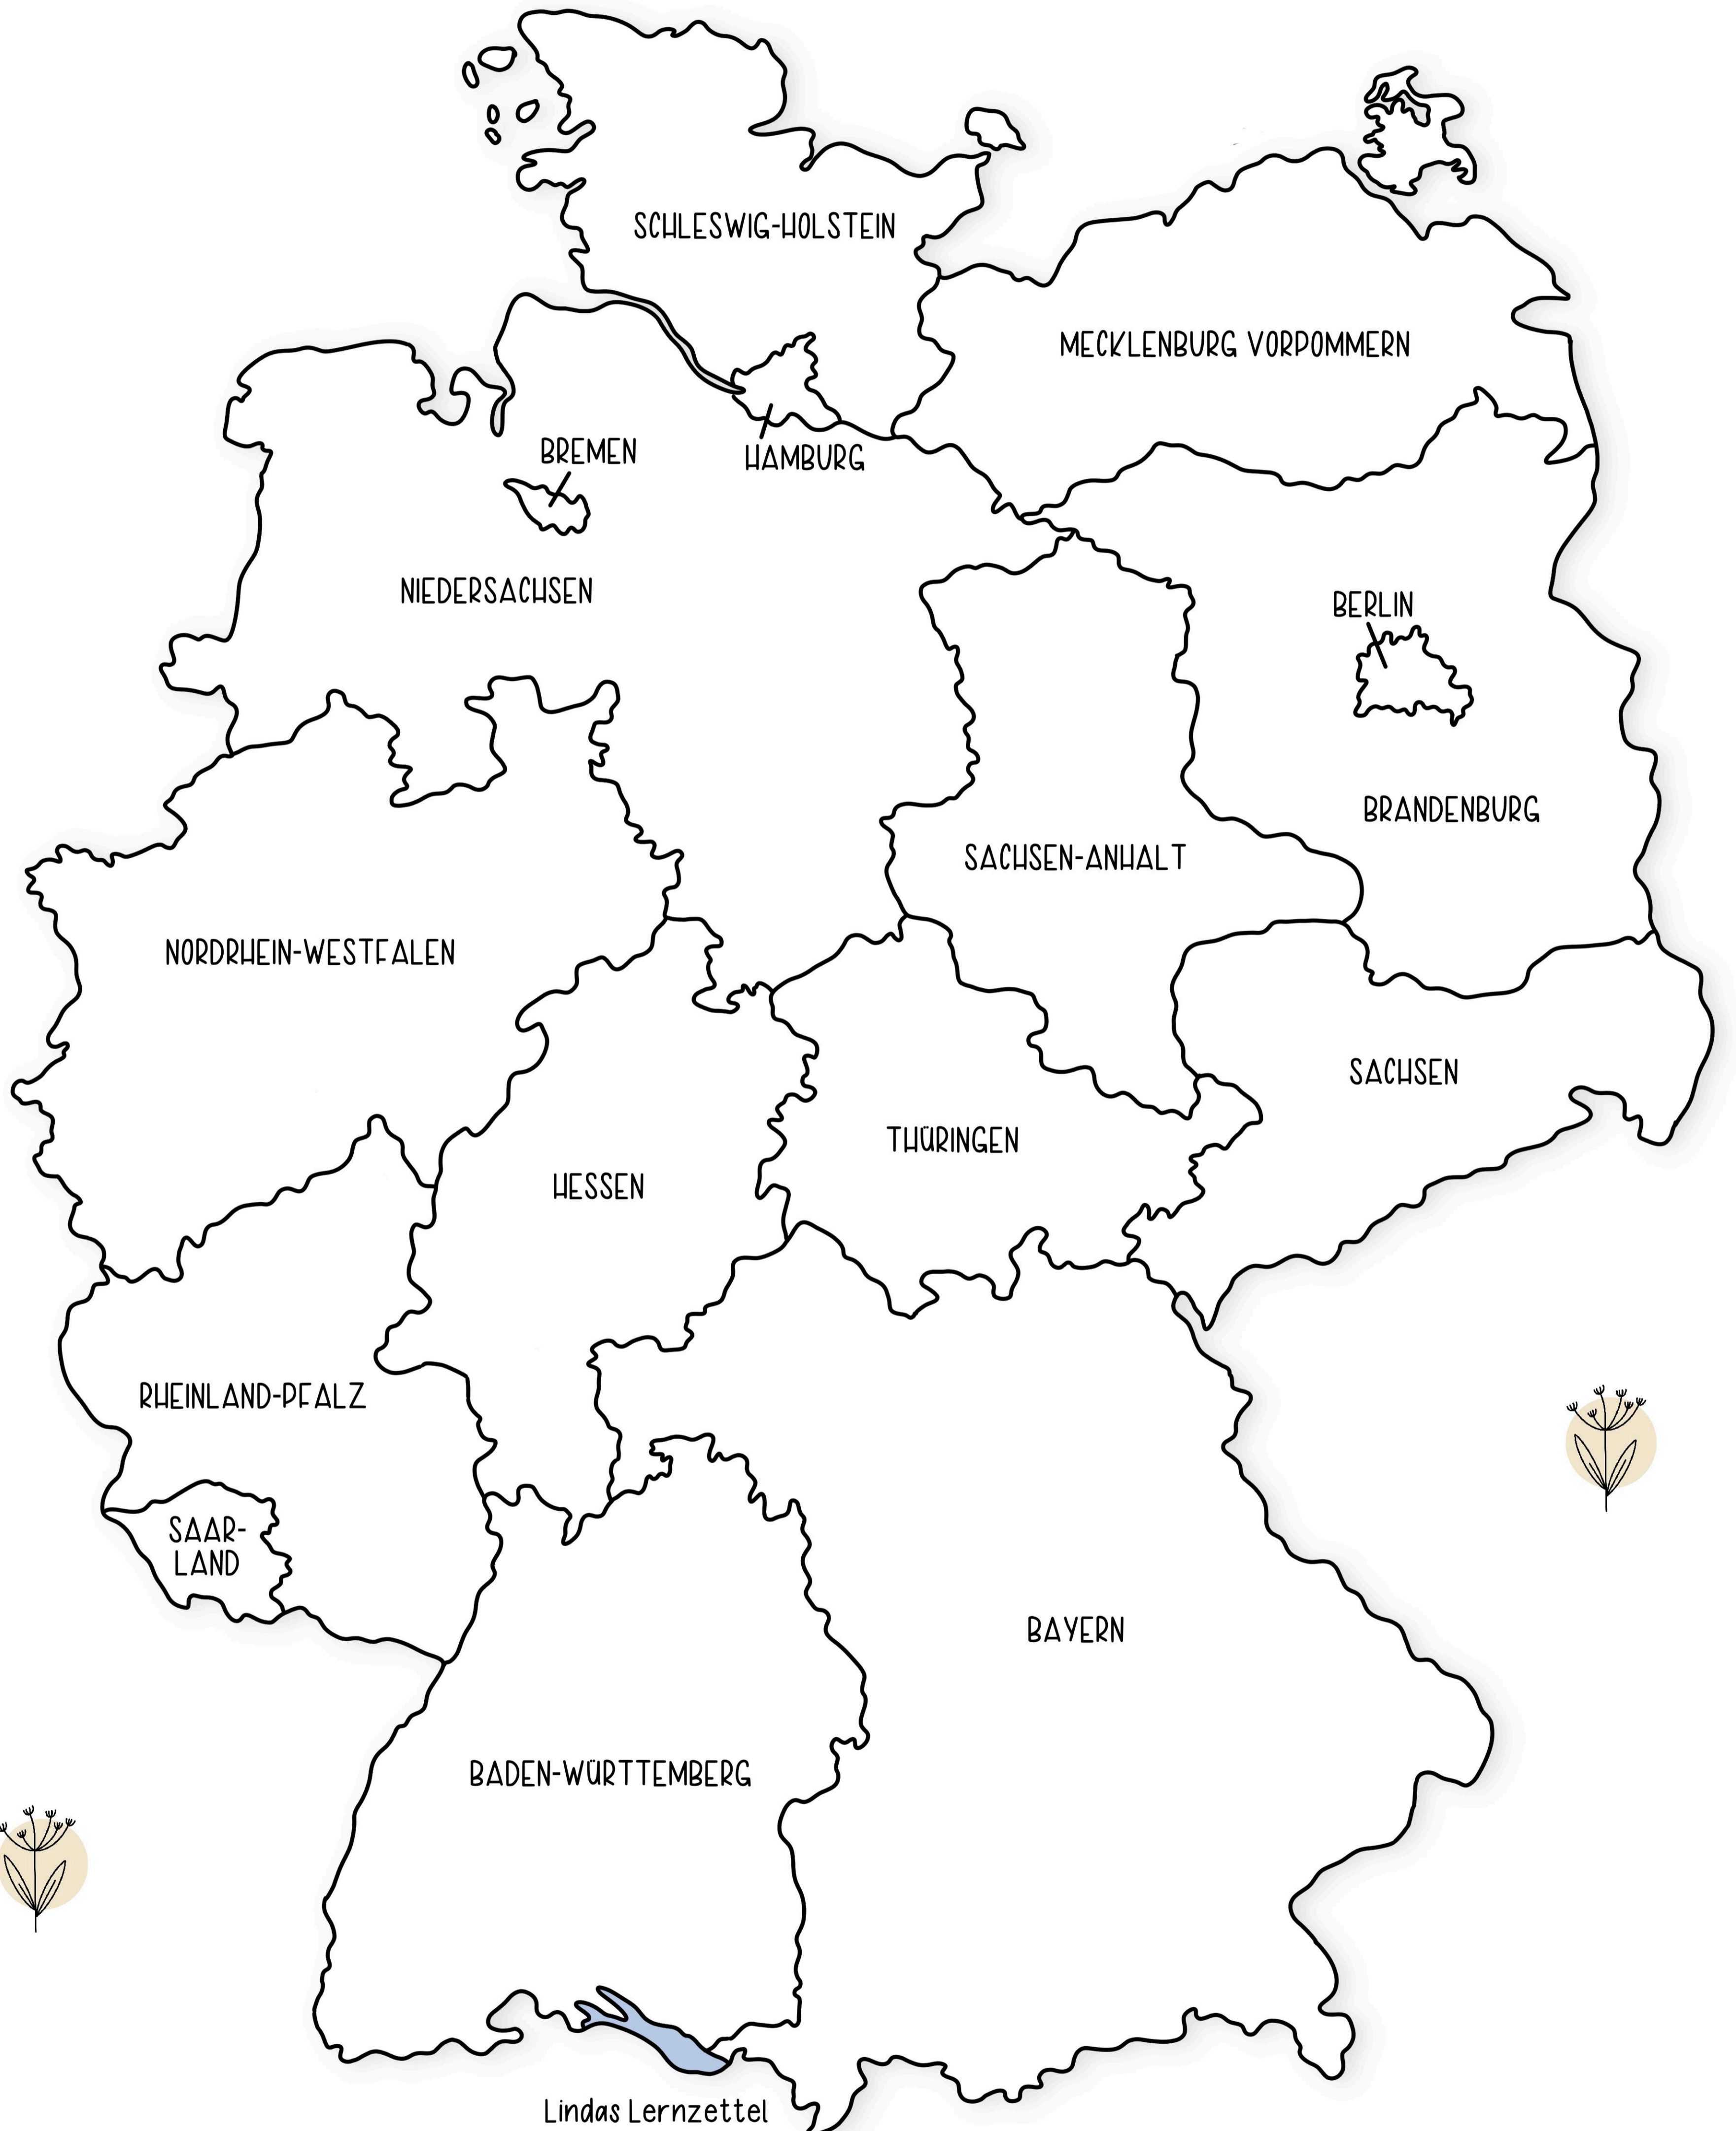 SCHLESWIG-HOLSTEIN
MECKLENBURG VORPOMMERN
BREMEN
HAMBURG
NIEDERSACHSEN
BERLIN
BRANDENBURG
SACHSEN-ANHALT
NORDRHEIN-WESTFALEN
SACHSEN
THÜRINGEN
HESSEN
RHEINLAND-PFALZ
SAAR-
LAND
BAYERN
BADEN-WÜRTTEMBERG
Lindas Lernzettel